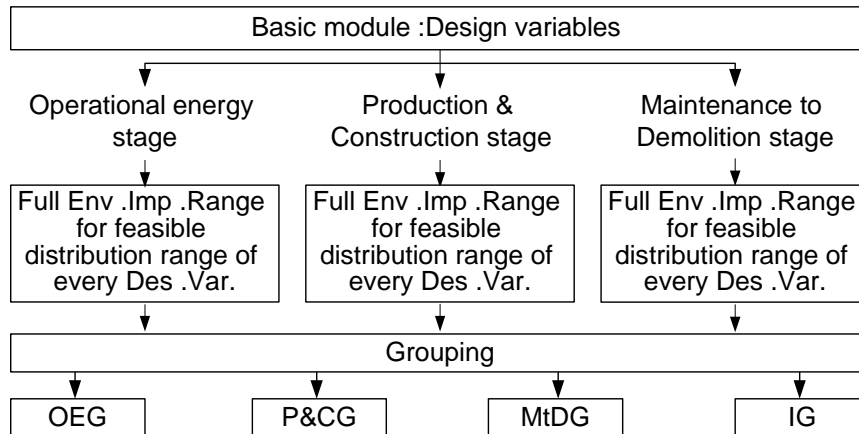 Basic module :Design variables
Operational energy
stage
Production &
Construction stage
Maintenance to
Demolition stage
Full Env .Imp .Range
for feasible
distribution range of
every Des .Var.
Full Env .Imp .Range
for feasible
distribution range of
every Des .Var.
Full Env .Imp .Range
for feasible
distribution range of
every Des .Var.
Grouping
OEG
P&CG
MtDG
IG